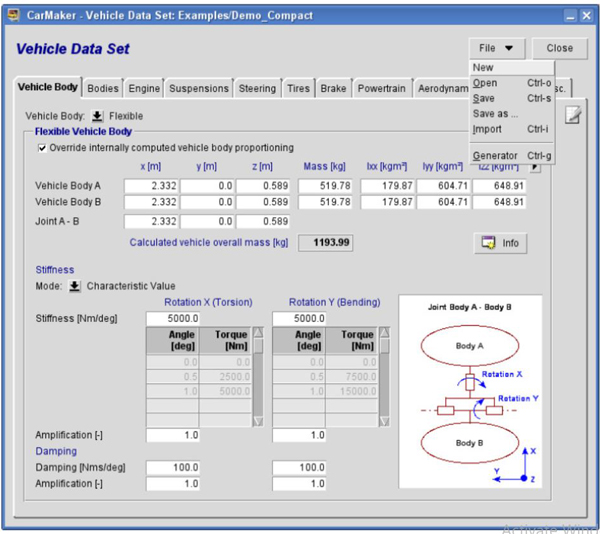 CarMaker - Vehicle Data Set: Examples/Demo_Compact
Vehicle Data Set
File
Close
New
Open Ctrl-o
Save Ctrl-s
Save as ...
Import Ctrl-i
Generator Ctrl-g
Vehicle Body Bodies Engine Suspensions Steering Tires Brake Powertrain Aerodynam sc.
Vehicle Body: Flexible
Flexible Vehicle Body
Override internally computed vehicle body proportioning
x [m] y [m] z [m] Mass [kg] Ixx [kgm²] Iyy [kgm²] Izz [kgm²]
Vehicle Body A 2.332 0.0 0.589 519.78 179.87 604.71 648.91
Vehicle Body B 2.332 0.0 0.589 519.78 179.87 604.71 648.91
Joint A - B 2.332 0.0 0.589
Calculated vehicle overall mass [kg] 1193.99
Info
Stiffness
Mode: Characteristic Value
Rotation X (Torsion) Rotation Y (Bending)
Stiffness [Nm/deg] 5000.0 5000.0
Angle Torque Angle Torque
[deg] [Nm] [deg] [Nm]
0.0 0.0 0.0 0.0
0.5 2500.0 0.5 7500.0
1.0 5000.0 1.0 15000.0
Amplification [-] 1.0 1.0
Damping
Damping [Nms/deg] 100.0 100.0
Amplification [-] 1.0 1.0
Joint Body A - Body B
Body A
Rotation X
Rotation Y
Body B
X
Y
Z
Activate Wind